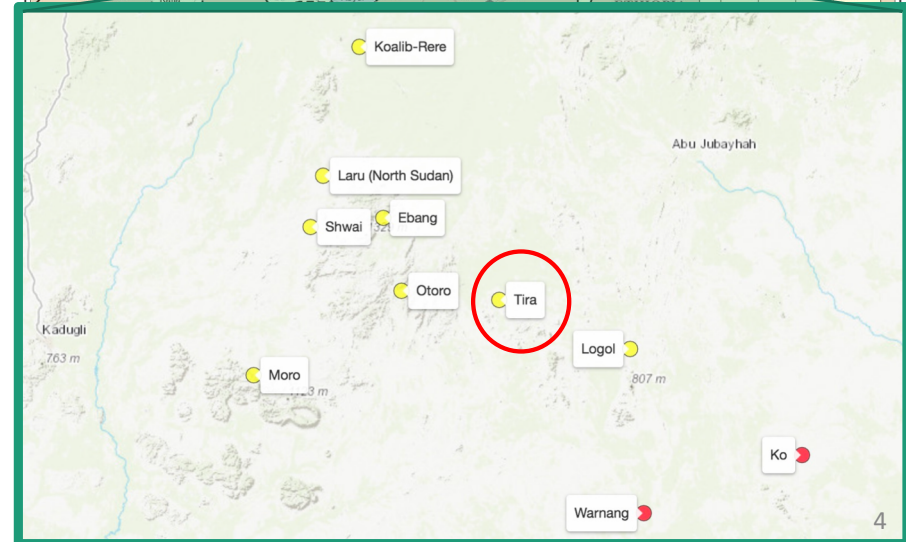 Koalib-Rere
Abu Jubayhah
Laru (North Sudan)
Ebang
Shwai
Otoro
Tira
Kadugli
763 m
Logol
Moro
807 m
Ko
Warnang
4